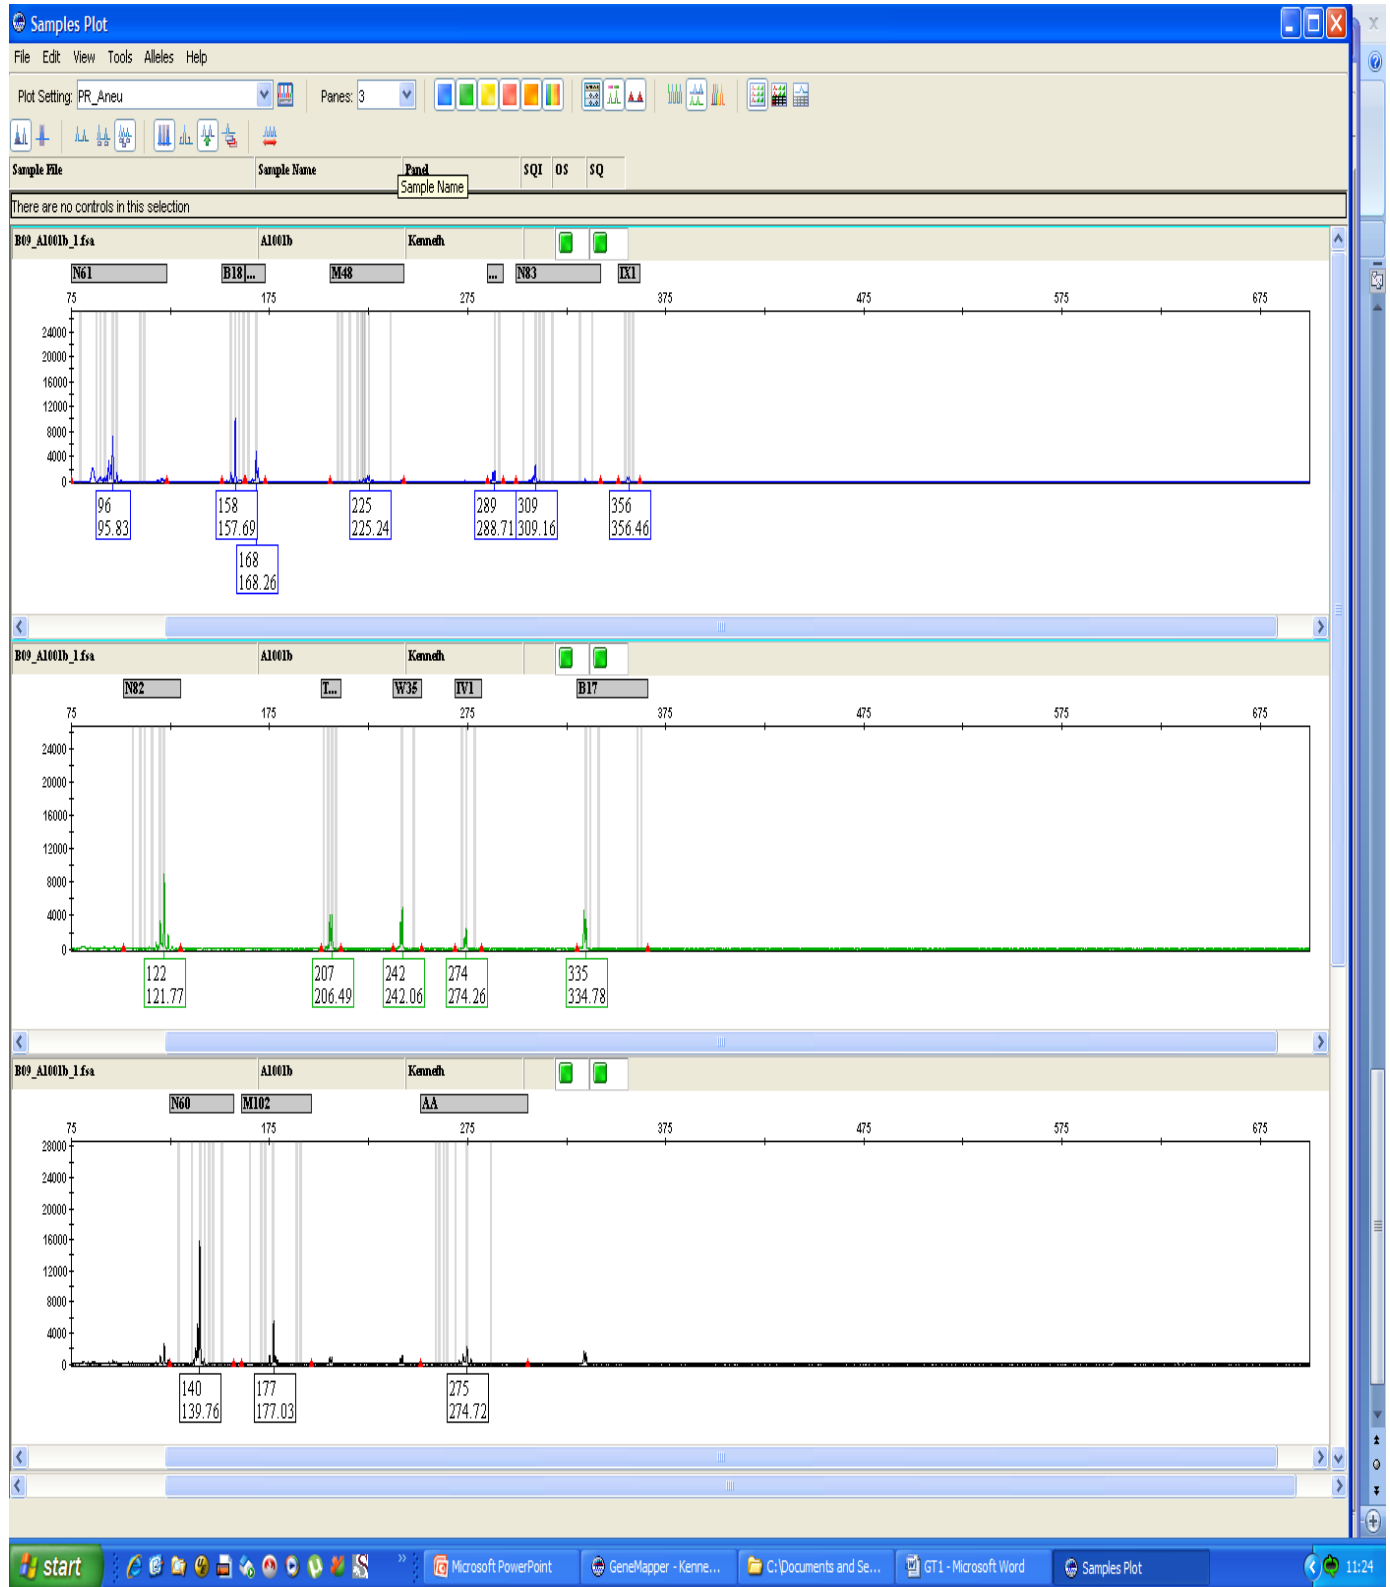 Samples Plot
File Edit View Tools Alleles Help
Plot Setting: PR_Aneu Panes: 3
Sample File Sample Name Panel SQI OS SQ
Sample Name
There are no controls in this selection
B09_A1001b_1.fsa A1001b Kenneth
N61 B18 ... M48 ... N83 IX1
75 175 275 375 475 575 675
24000
20000
16000
12000
8000
4000
0
96 158 225 289 309 356
95.83 157.69 225.24 288.71 309.16 356.46
168
168.26
B09_A1001b_1.fsa A1001b Kenneth
N82 T... W35 IV1 B17
75 175 275 375 475 575 675
24000
20000
16000
12000
8000
4000
0
122 207 242 274 335
121.77 206.49 242.06 274.26 334.78
B09_A1001b_1.fsa A1001b Kenneth
N60 M102 AA
75 175 275 375 475 575 675
28000
24000
20000
16000
12000
8000
4000
0
140 177 275
139.76 177.03 274.72
start Microsoft PowerPoint GeneMapper - Kenne... C:\Documents and Se... GT1 - Microsoft Word Samples Plot 11:24